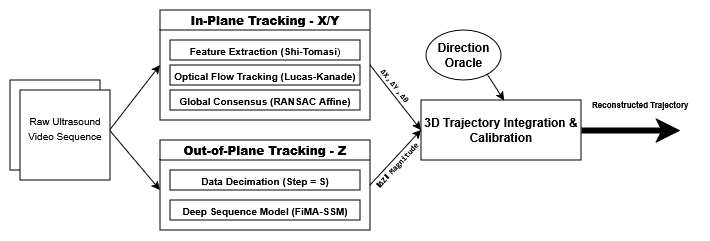 In-Plane Tracking - X/Y
Feature Extraction (Shi-Tomasi)
Optical Flow Tracking (Lucas-Kanade)
Global Consensus (RANSAC Affine)
Raw Ultrasound
Video Sequence
Out-of-Plane Tracking - Z
Data Decimation (Step = S)
Deep Sequence Model (FiMA-SSM)
ΔX, ΔY, Δθ
|ΔZ| Magnitude
Direction
Oracle
3D Trajectory Integration &
Calibration
Reconstructed Trajectory